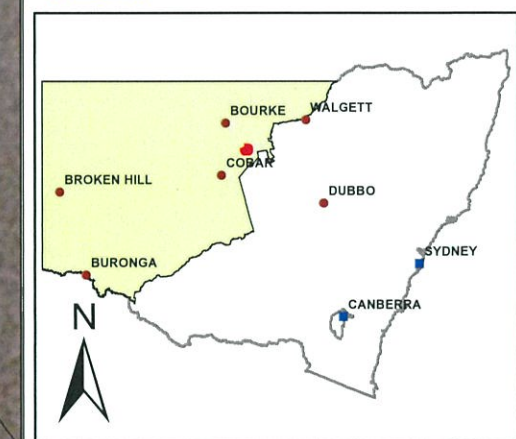 BOURKE
WALGETT
COBAR
BROKEN HILL
DUBBO
SYDNEY
BURONGA
CANBERRA
N